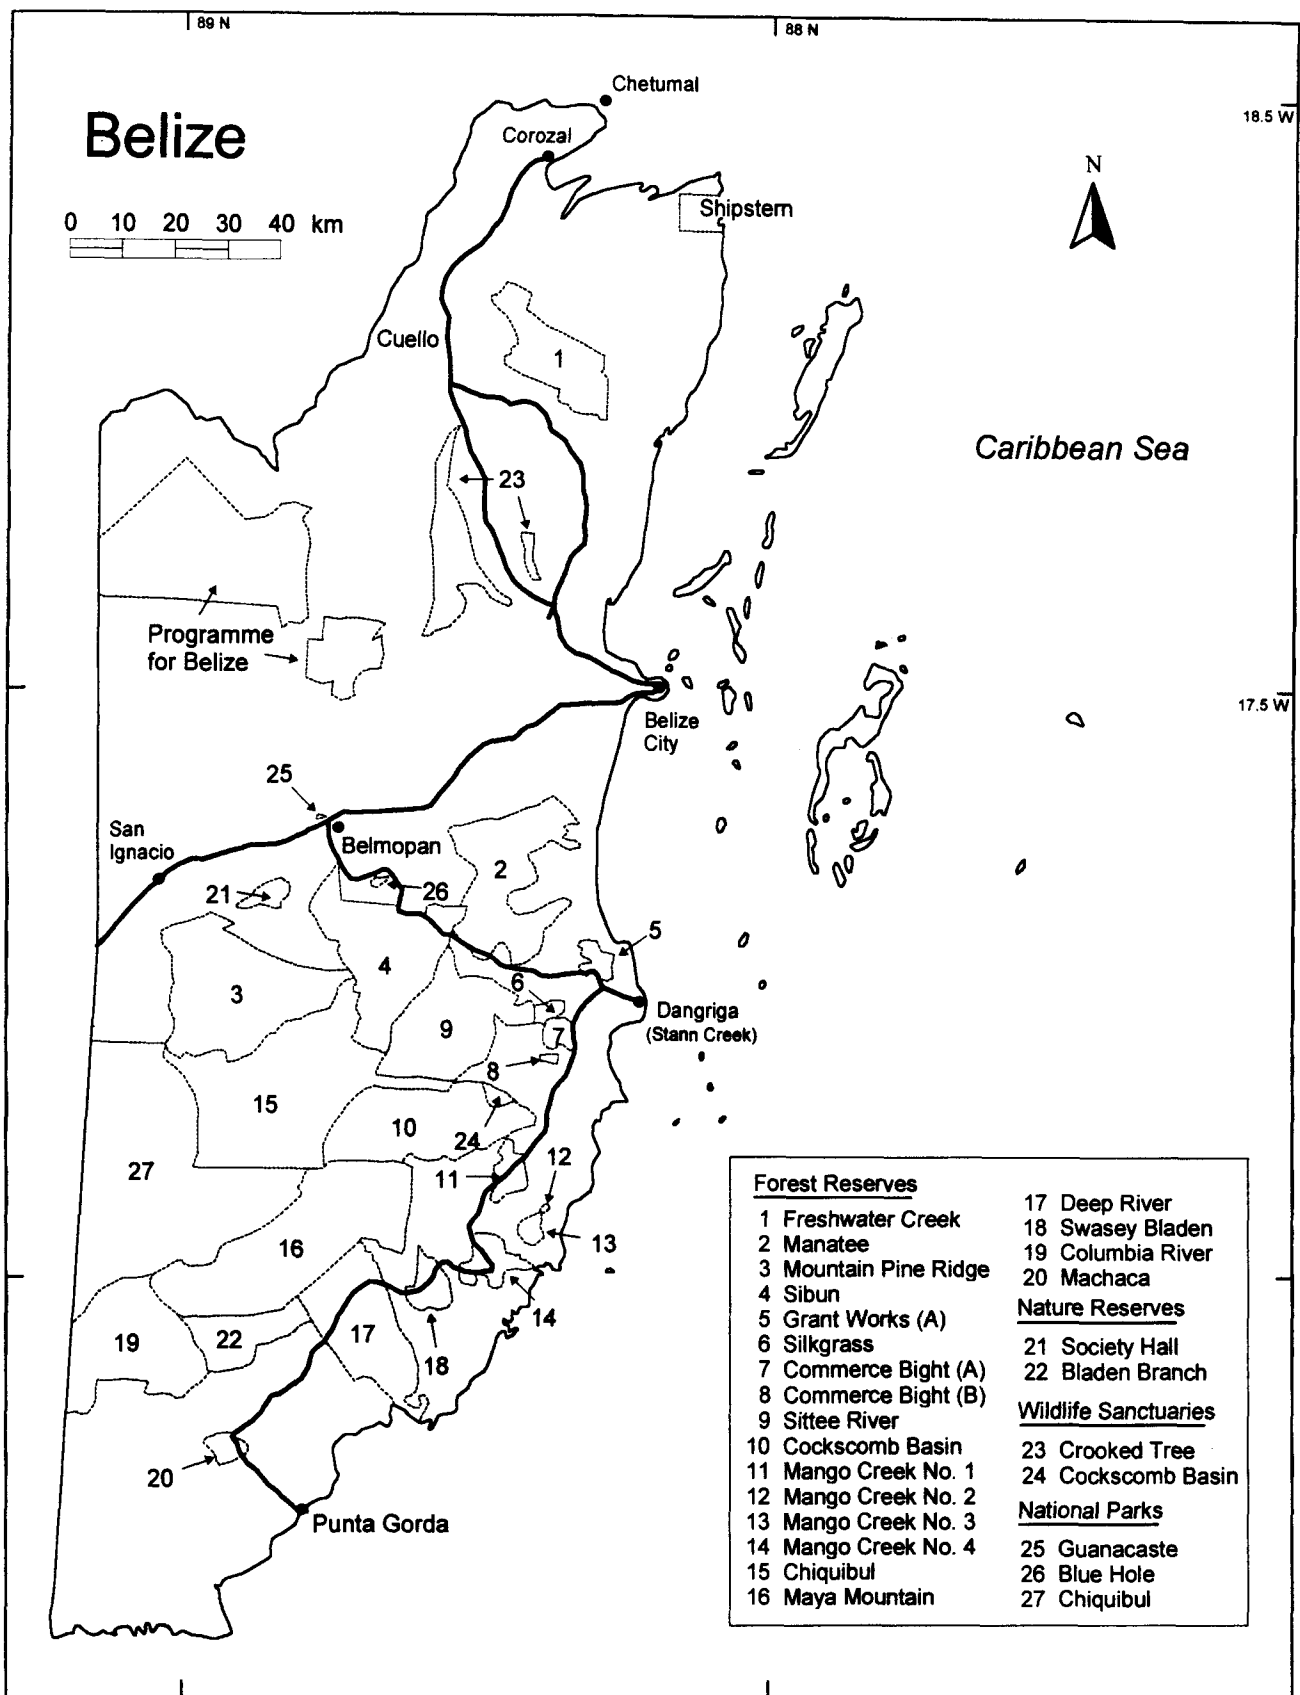 89 N
88 N
Chetumal
18.5 W
Belize
Corozal
N
0 10 20 30 40 km
Shipstern
Cuello
1
Caribbean Sea
23
Programme
for Belize
17.5 W
Belize
City
25
San
Ignacio
Belmopan
2
21
26
5
4
3
6
Dangriga
(Stann Creek)
9
7
8
15
10
24
27
11
12
16
13
14
19
22
17
18
20
Punta Gorda
Forest Reserves
1 Freshwater Creek
2 Manatee
3 Mountain Pine Ridge
4 Sibun
5 Grant Works (A)
6 Silkgrass
7 Commerce Bight (A)
8 Commerce Bight (B)
9 Sittee River
10 Cockscomb Basin
11 Mango Creek No. 1
12 Mango Creek No. 2
13 Mango Creek No. 3
14 Mango Creek No. 4
15 Chiquibul
16 Maya Mountain
17 Deep River
18 Swasey Bladen
19 Columbia River
20 Machaca
Nature Reserves
21 Society Hall
22 Bladen Branch
Wildlife Sanctuaries
23 Crooked Tree
24 Cockscomb Basin
National Parks
25 Guanacaste
26 Blue Hole
27 Chiquibul